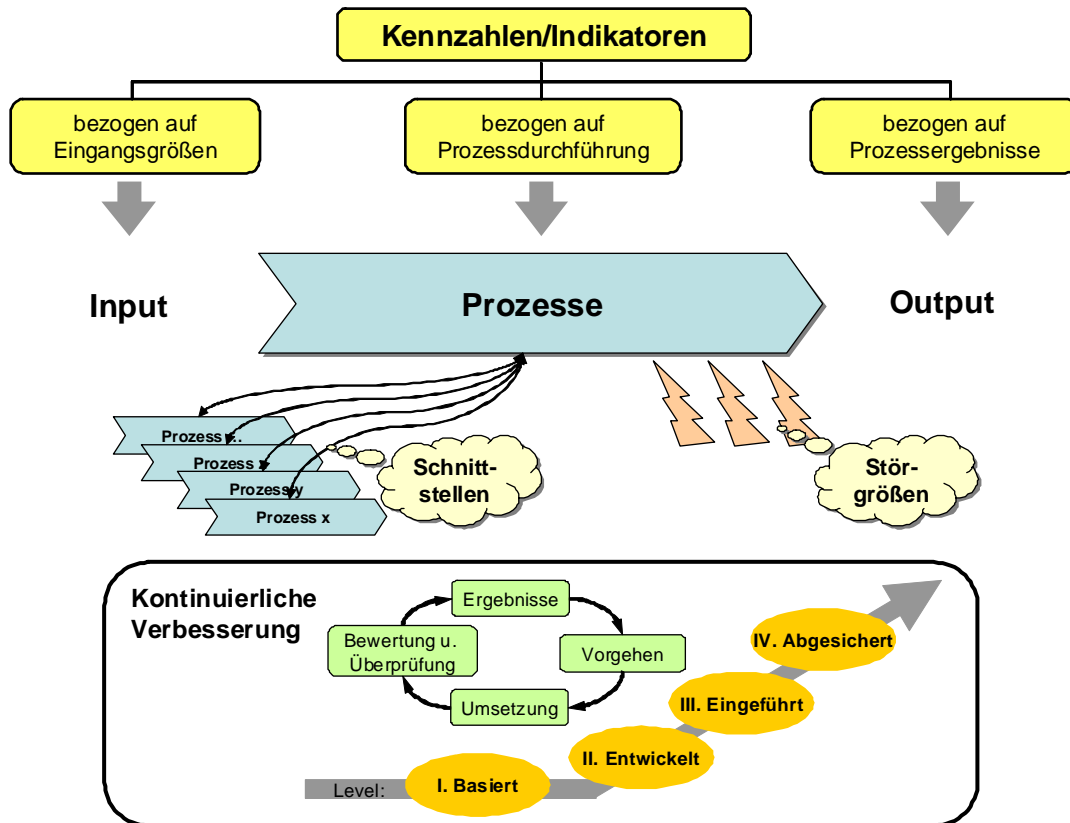 Kennzahlen/Indikatoren
bezogen auf
Eingangsgrößen
bezogen auf
Prozessdurchführung
bezogen auf
Prozessergebnisse
Input
Prozesse
Output
Prozess ...
Prozess
Prozess y
Prozess x
Schnitt-
stellen
Stör-
größen
Kontinuierliche
Verbesserung
Ergebnisse
Bewertung u.
Überprüfung
Vorgehen
Umsetzung
IV. Abgesichert
III. Eingeführt
II. Entwickelt
Level:
I. Basiert